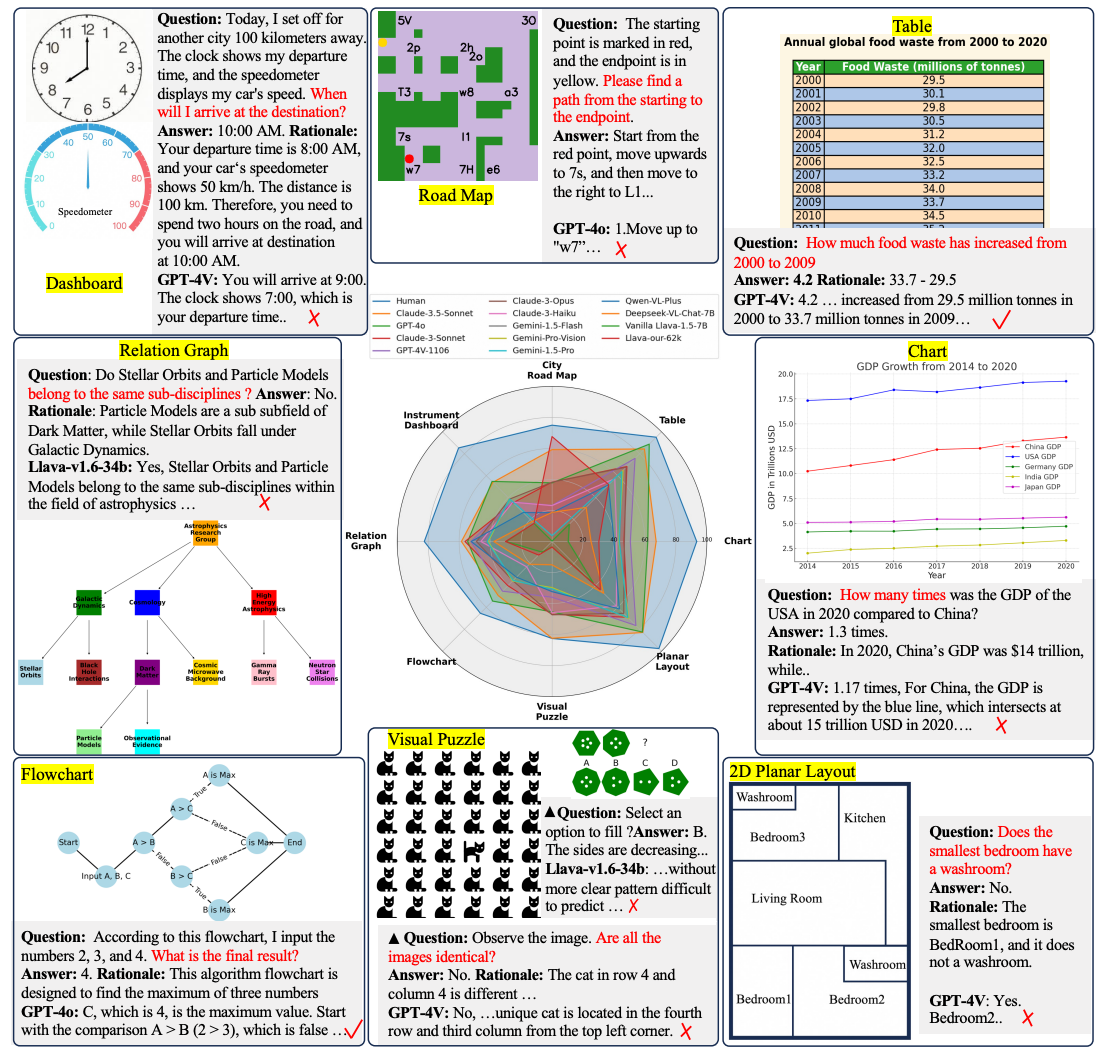 12
1
2
3
4
5
6
7
8
9
10
11
0
10
20
30
40
50
60
70
80
90
100
Speedometer
Dashboard
Question: Today, I set off for
another city 100 kilometers away.
The clock shows my departure
time, and the speedometer
displays my car's speed. When
will I arrive at the destination?
Answer: 10:00 AM. Rationale:
Your departure time is 8:00 AM,
and your car's speedometer
shows 50 km/h. The distance is
100 km. Therefore, you need to
spend two hours on the road, and
you will arrive at destination
at 10:00 AM.
GPT-4V: You will arrive at 9:00.
The clock shows 7:00, which is
your departure time..
5V
3O
2p
2h
2o
T3
w8
a3
7s
l1
w7
7H
e6
Road Map
Question: The starting
point is marked in red,
and the endpoint is in
yellow. Please find a
path from the starting to
the endpoint.
Answer: Start from the
red point, move upwards
to 7s, and then move to
the right to L1...
GPT-4o: 1.Move up to
"w7"…
Table
Annual global food waste from 2000 to 2020
Year Food Waste (millions of tonnes)
2000 29.5
2001 30.1
2002 29.8
2003 30.5
2004 31.2
2005 32.0
2006 32.5
2007 33.2
2008 34.0
2009 33.7
2010 34.5
2011 35.2
Question: How much food waste has increased from
2000 to 2009
Answer: 4.2 Rationale: 33.7 - 29.5
GPT-4V: 4.2 … increased from 29.5 million tonnes in
2000 to 33.7 million tonnes in 2009…
Relation Graph
Question: Do Stellar Orbits and Particle Models
belong to the same sub-disciplines ? Answer: No.
Rationale: Particle Models are a sub subfield of
Dark Matter, while Stellar Orbits fall under
Galactic Dynamics.
Llava-v1.6-34b: Yes, Stellar Orbits and Particle
Models belong to the same sub-disciplines within
the field of astrophysics …
Astrophysics
Research
Group
Galactic
Dynamics
Cosmology
High
Energy
Astrophysics
Stellar
Orbits
Black
Hole
Interactions
Dark
Matter
Cosmic
Microwave
Background
Gamma
Ray
Bursts
Neutron
Star
Collisions
Particle
Models
Observational
Evidence
Human
Claude-3.5-Sonnet
GPT-4o
Claude-3-Sonnet
GPT-4V-1106
Claude-3-Opus
Claude-3-Haiku
Gemini-1.5-Flash
Gemini-Pro-Vision
Gemini-1.5-Pro
Qwen-VL-Plus
Deepseek-VL-Chat-7B
Vanilla Llava-1.5-7B
Llava-our-62k
City
Road Map
Instrument
Dashboard
Table
Relation
Graph
Chart
20
40
60
80
100
Flowchart
Planar
Layout
Visual
Puzzle
Chart
GDP Growth from 2014 to 2020
GDP in Trillions USD
20.0
17.5
15.0
12.5
10.0
7.5
5.0
2.5
China GDP
USA GDP
Germany GDP
India GDP
Japan GDP
2014 2015 2016 2017 2018 2019 2020
Year
Question: How many times was the GDP of the
USA in 2020 compared to China?
Answer: 1.3 times.
Rationale: In 2020, China's GDP was $14 trillion,
while..
GPT-4V: 1.17 times, For China, the GDP is
represented by the blue line, which intersects at
about 15 trillion USD in 2020….
Flowchart
A is Max
True
A > C
False
Start
A > B
C is Max
End
Input A, B, C
False
False
B > C
True
B is Max
Question: According to this flowchart, I input the
numbers 2, 3, and 4. What is the final result?
Answer: 4. Rationale: This algorithm flowchart is
designed to find the maximum of three numbers
GPT-4o: C, which is 4, is the maximum value. Start
with the comparison A > B (2 > 3), which is false …
Visual Puzzle
?
A B C D
▲Question: Select an
option to fill ?Answer: B.
The sides are decreasing...
Llava-v1.6-34b: …without
more clear pattern difficult
to predict …
▲ Question: Observe the image. Are all the
images identical?
Answer: No. Rationale: The cat in row 4 and
column 4 is different …
GPT-4V: No, …unique cat is located in the fourth
row and third column from the top left corner.
2D Planar Layout
Washroom
Kitchen
Bedroom3
Living Room
Washroom
Bedroom1
Bedroom2
Question: Does the
smallest bedroom have
a washroom?
Answer: No.
Rationale: The
smallest bedroom is
BedRoom1, and it does
not a washroom.
GPT-4V: Yes.
Bedroom2..